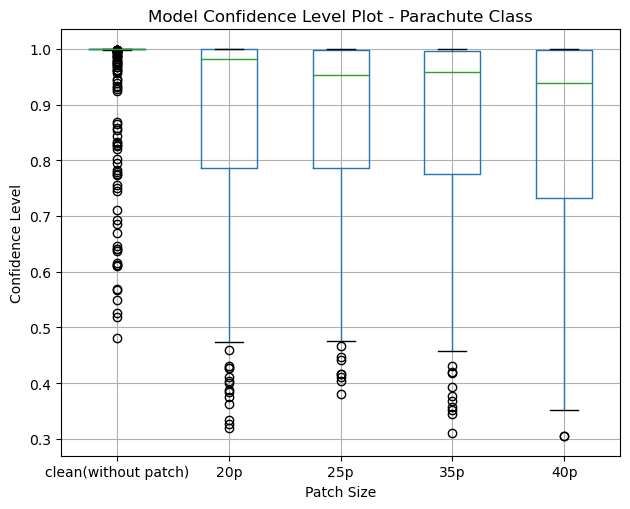 Model Confidence Level Plot - Parachute Class
1.0
0.9
0.8
0.7
0.6
0.5
0.4
0.3
Confidence Level
clean(without patch) 20p 25p 35p 40p
Patch Size